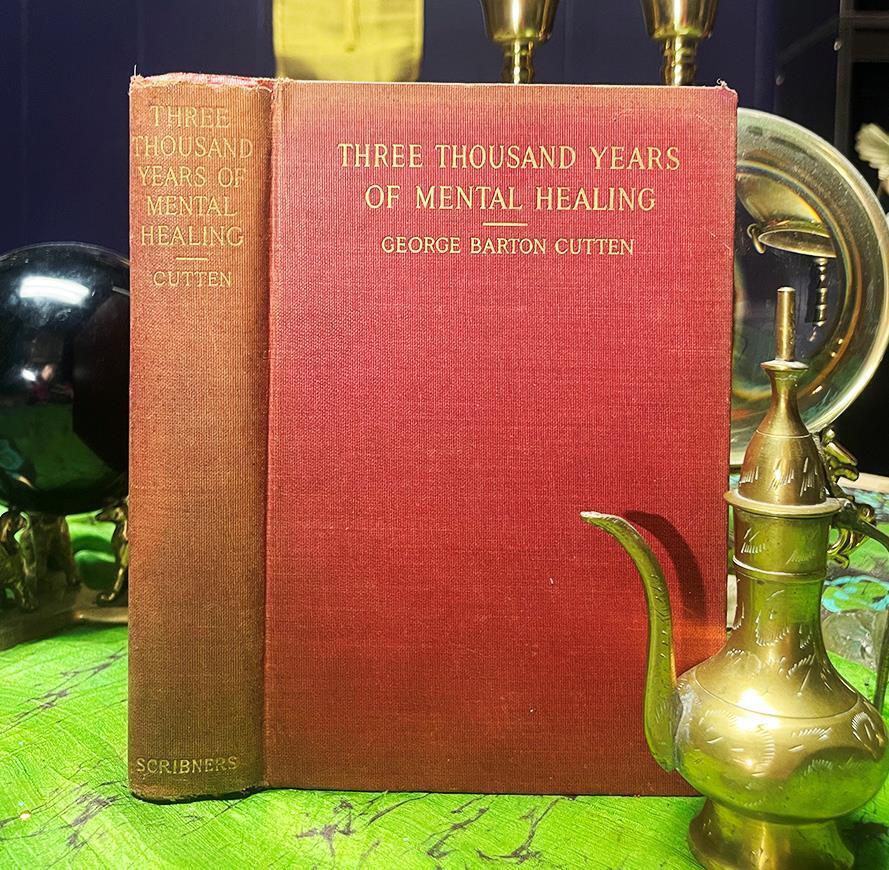 THREE
THOUSAND
YEARS OF
MENTAL
HEALING
CUTTEN
SCRIBNERS
THREE THOUSAND YEARS
OF MENTAL HEALING
GEORGE BARTON CUTTEN